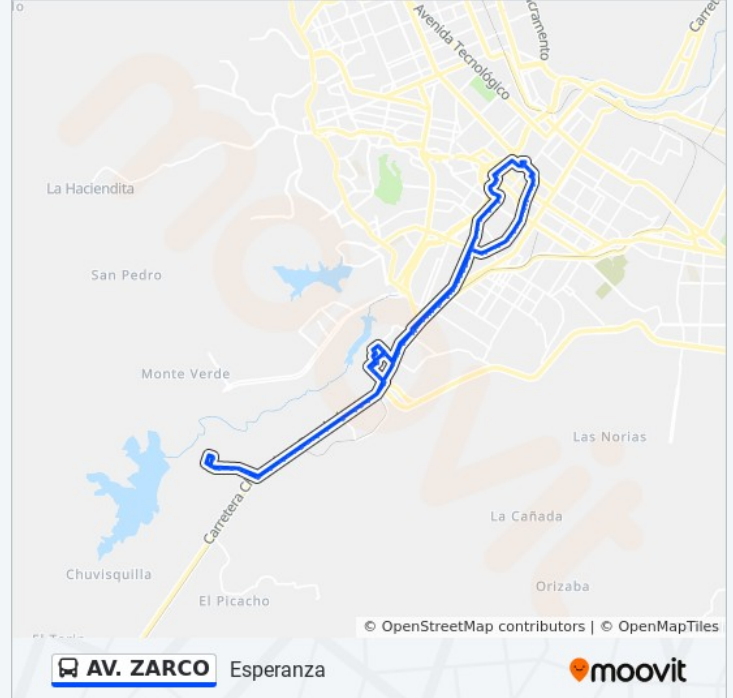 Avenida Tecnológico
La Haciendita
San Pedro
Monte Verde
Las Norias
Carretera
La Cañada
Chuvisquilla
El Picacho
Orizaba
© OpenStreetMap contributors | © OpenMapTiles
AV. ZARCO
Esperanza
moovit